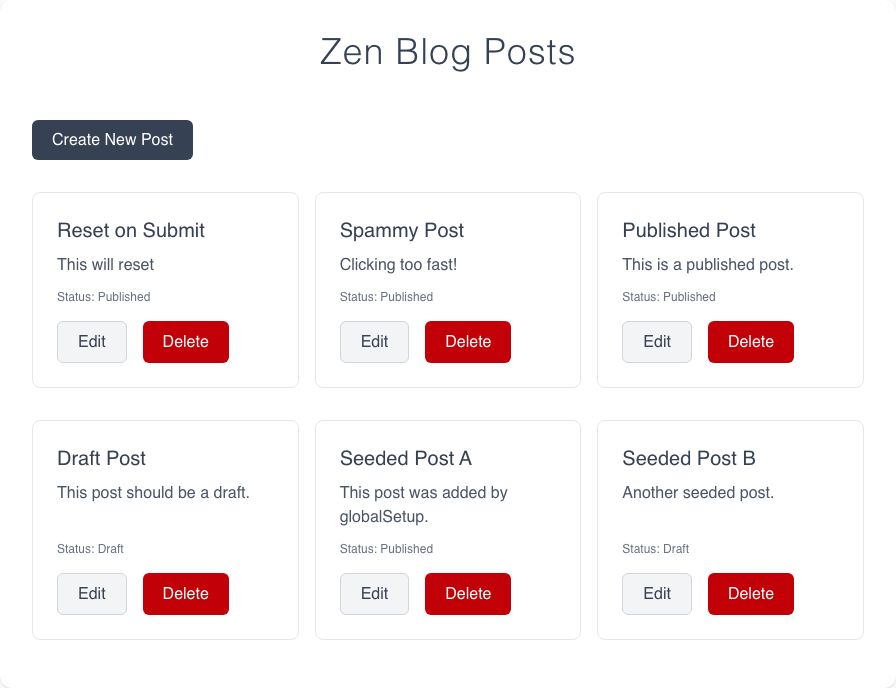 Zen Blog Posts
Create New Post
Reset on Submit
This will reset
Status: Published
Edit
Delete
Spammy Post
Clicking too fast!
Status: Published
Edit
Delete
Published Post
This is a published post.
Status: Published
Edit
Delete
Draft Post
This post should be a draft.
Status: Draft
Edit
Delete
Seeded Post A
This post was added by
globalSetup.
Status: Published
Edit
Delete
Seeded Post B
Another seeded post.
Status: Draft
Edit
Delete